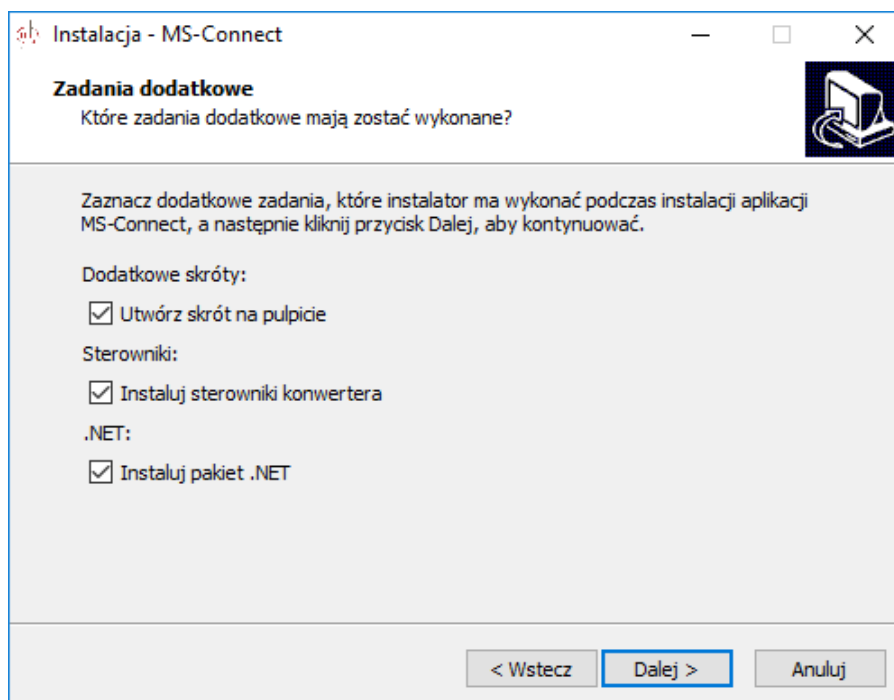 Instalacja - MS-Connect
Zadania dodatkowe
Które zadania dodatkowe mają zostać wykonane?
Zaznacz dodatkowe zadania, które instalator ma wykonać podczas instalacji aplikacji
MS-Connect, a następnie kliknij przycisk Dalej, aby kontynuować.
Dodatkowe skróty:
Utwórz skrót na pulpicie
Sterowniki:
Instaluj sterowniki konwertera
.NET:
Instaluj pakiet .NET
< Wstecz
Dalej >
Anuluj